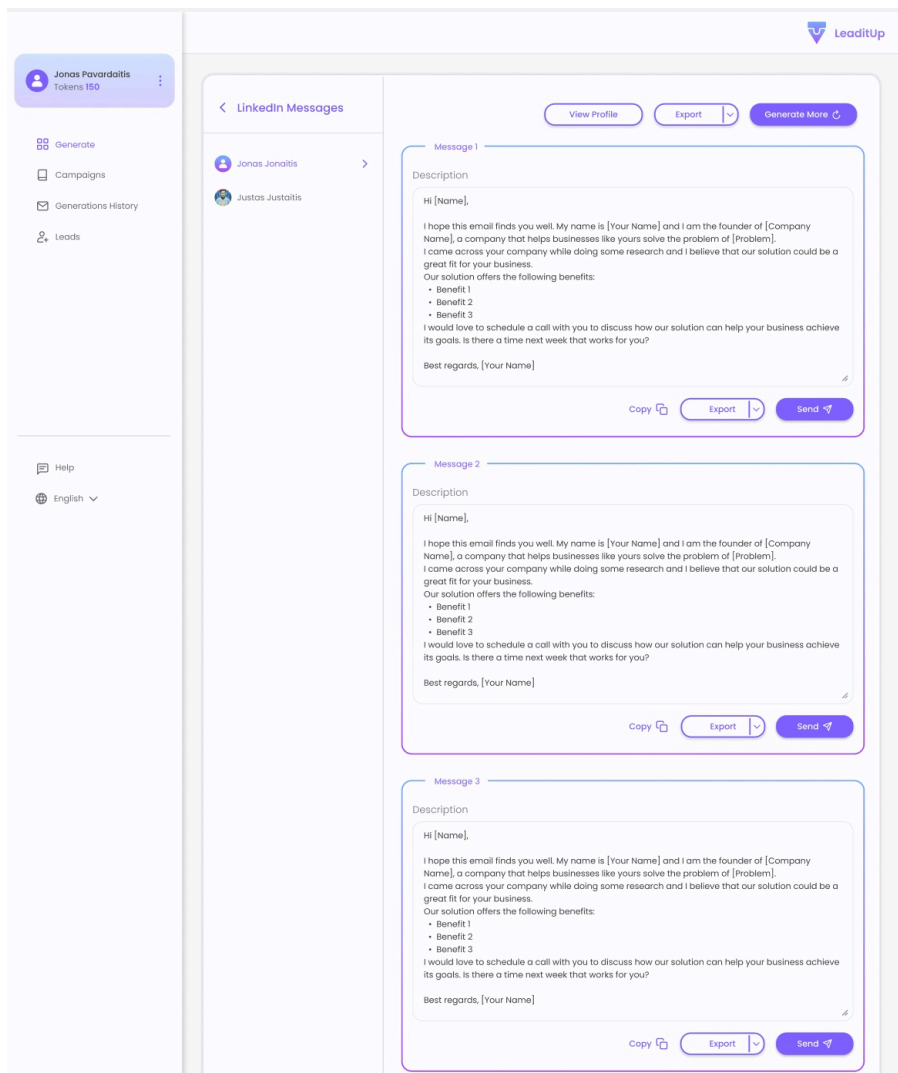 LeaditUp
Jonas Pavardaitis
Tokens 150
Generate
Campaigns
Generations History
Leads
Help
English
LinkedIn Messages
Jonas Jonaitis
Justas Justaitis
View Profile
Export
Generate More
Message 1
Description
Hi [Name],
I hope this email finds you well. My name is [Your Name] and I am the founder of [Company
Name], a company that helps businesses like yours solve the problem of [Problem].
I came across your company while doing some research and I believe that our solution could be a
great fit for your business.
Our solution offers the following benefits:
• Benefit 1
• Benefit 2
• Benefit 3
I would love to schedule a call with you to discuss how our solution can help your business achieve
its goals. Is there a time next week that works for you?
Best regards, [Your Name]
Copy
Export
Send
Message 2
Description
Hi [Name],
I hope this email finds you well. My name is [Your Name] and I am the founder of [Company
Name], a company that helps businesses like yours solve the problem of [Problem].
I came across your company while doing some research and I believe that our solution could be a
great fit for your business.
Our solution offers the following benefits:
• Benefit 1
• Benefit 2
• Benefit 3
I would love to schedule a call with you to discuss how our solution can help your business achieve
its goals. Is there a time next week that works for you?
Best regards, [Your Name]
Copy
Export
Send
Message 3
Description
Hi [Name],
I hope this email finds you well. My name is [Your Name] and I am the founder of [Company
Name], a company that helps businesses like yours solve the problem of [Problem].
I came across your company while doing some research and I believe that our solution could be a
great fit for your business.
Our solution offers the following benefits:
• Benefit 1
• Benefit 2
• Benefit 3
I would love to schedule a call with you to discuss how our solution can help your business achieve
its goals. Is there a time next week that works for you?
Best regards, [Your Name]
Copy
Export
Send